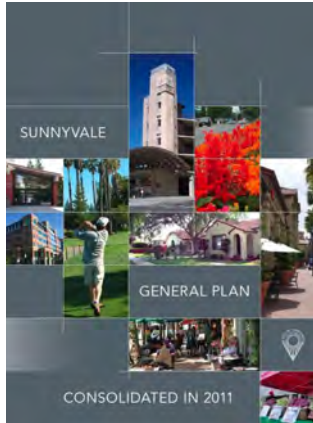 SUNNYVALE
GENERAL PLAN
CONSOLIDATED IN 2011